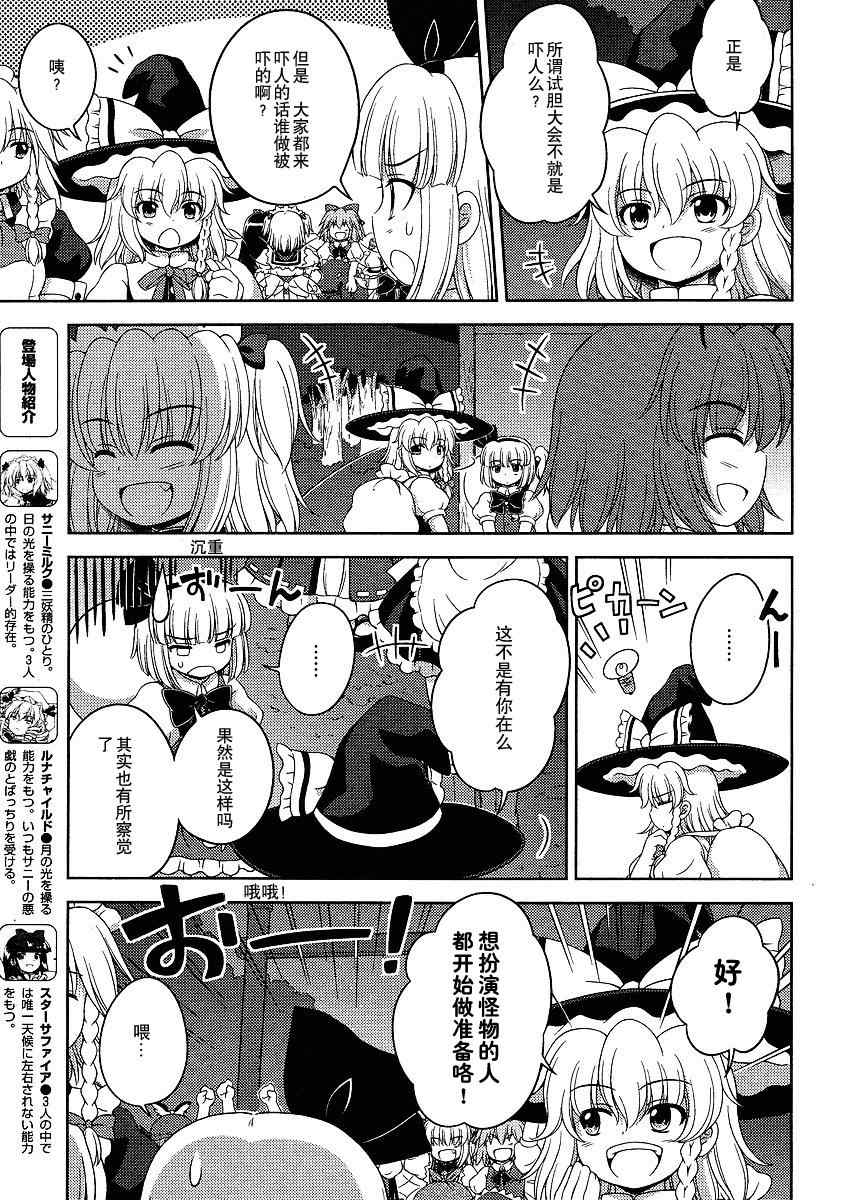 正是
所谓试胆大会不就是
吓人么？
但是 大家都来
吓人的话谁做被
吓的啊？
咦？
んー
……
ピカーン
这不是有你在么
……
沉重
ずおーん
果然是这样吗
其实也有所察觉
了
好！
想扮演怪物的人
都开始做准备咯！
哦哦！
おーー！
喂…
登場人物紹介
サニーミルク●三妖精のひとり。
日の光を操る能力をもつ。3人
の中ではリーダー的存在。
ルナチャイルド●月の光を操る
能力をもつ。いつもサニーの悪
戯のとばっちりを受ける。
スターサファイア●3人の中で
は唯一天候に左右されない能力
をもつ。